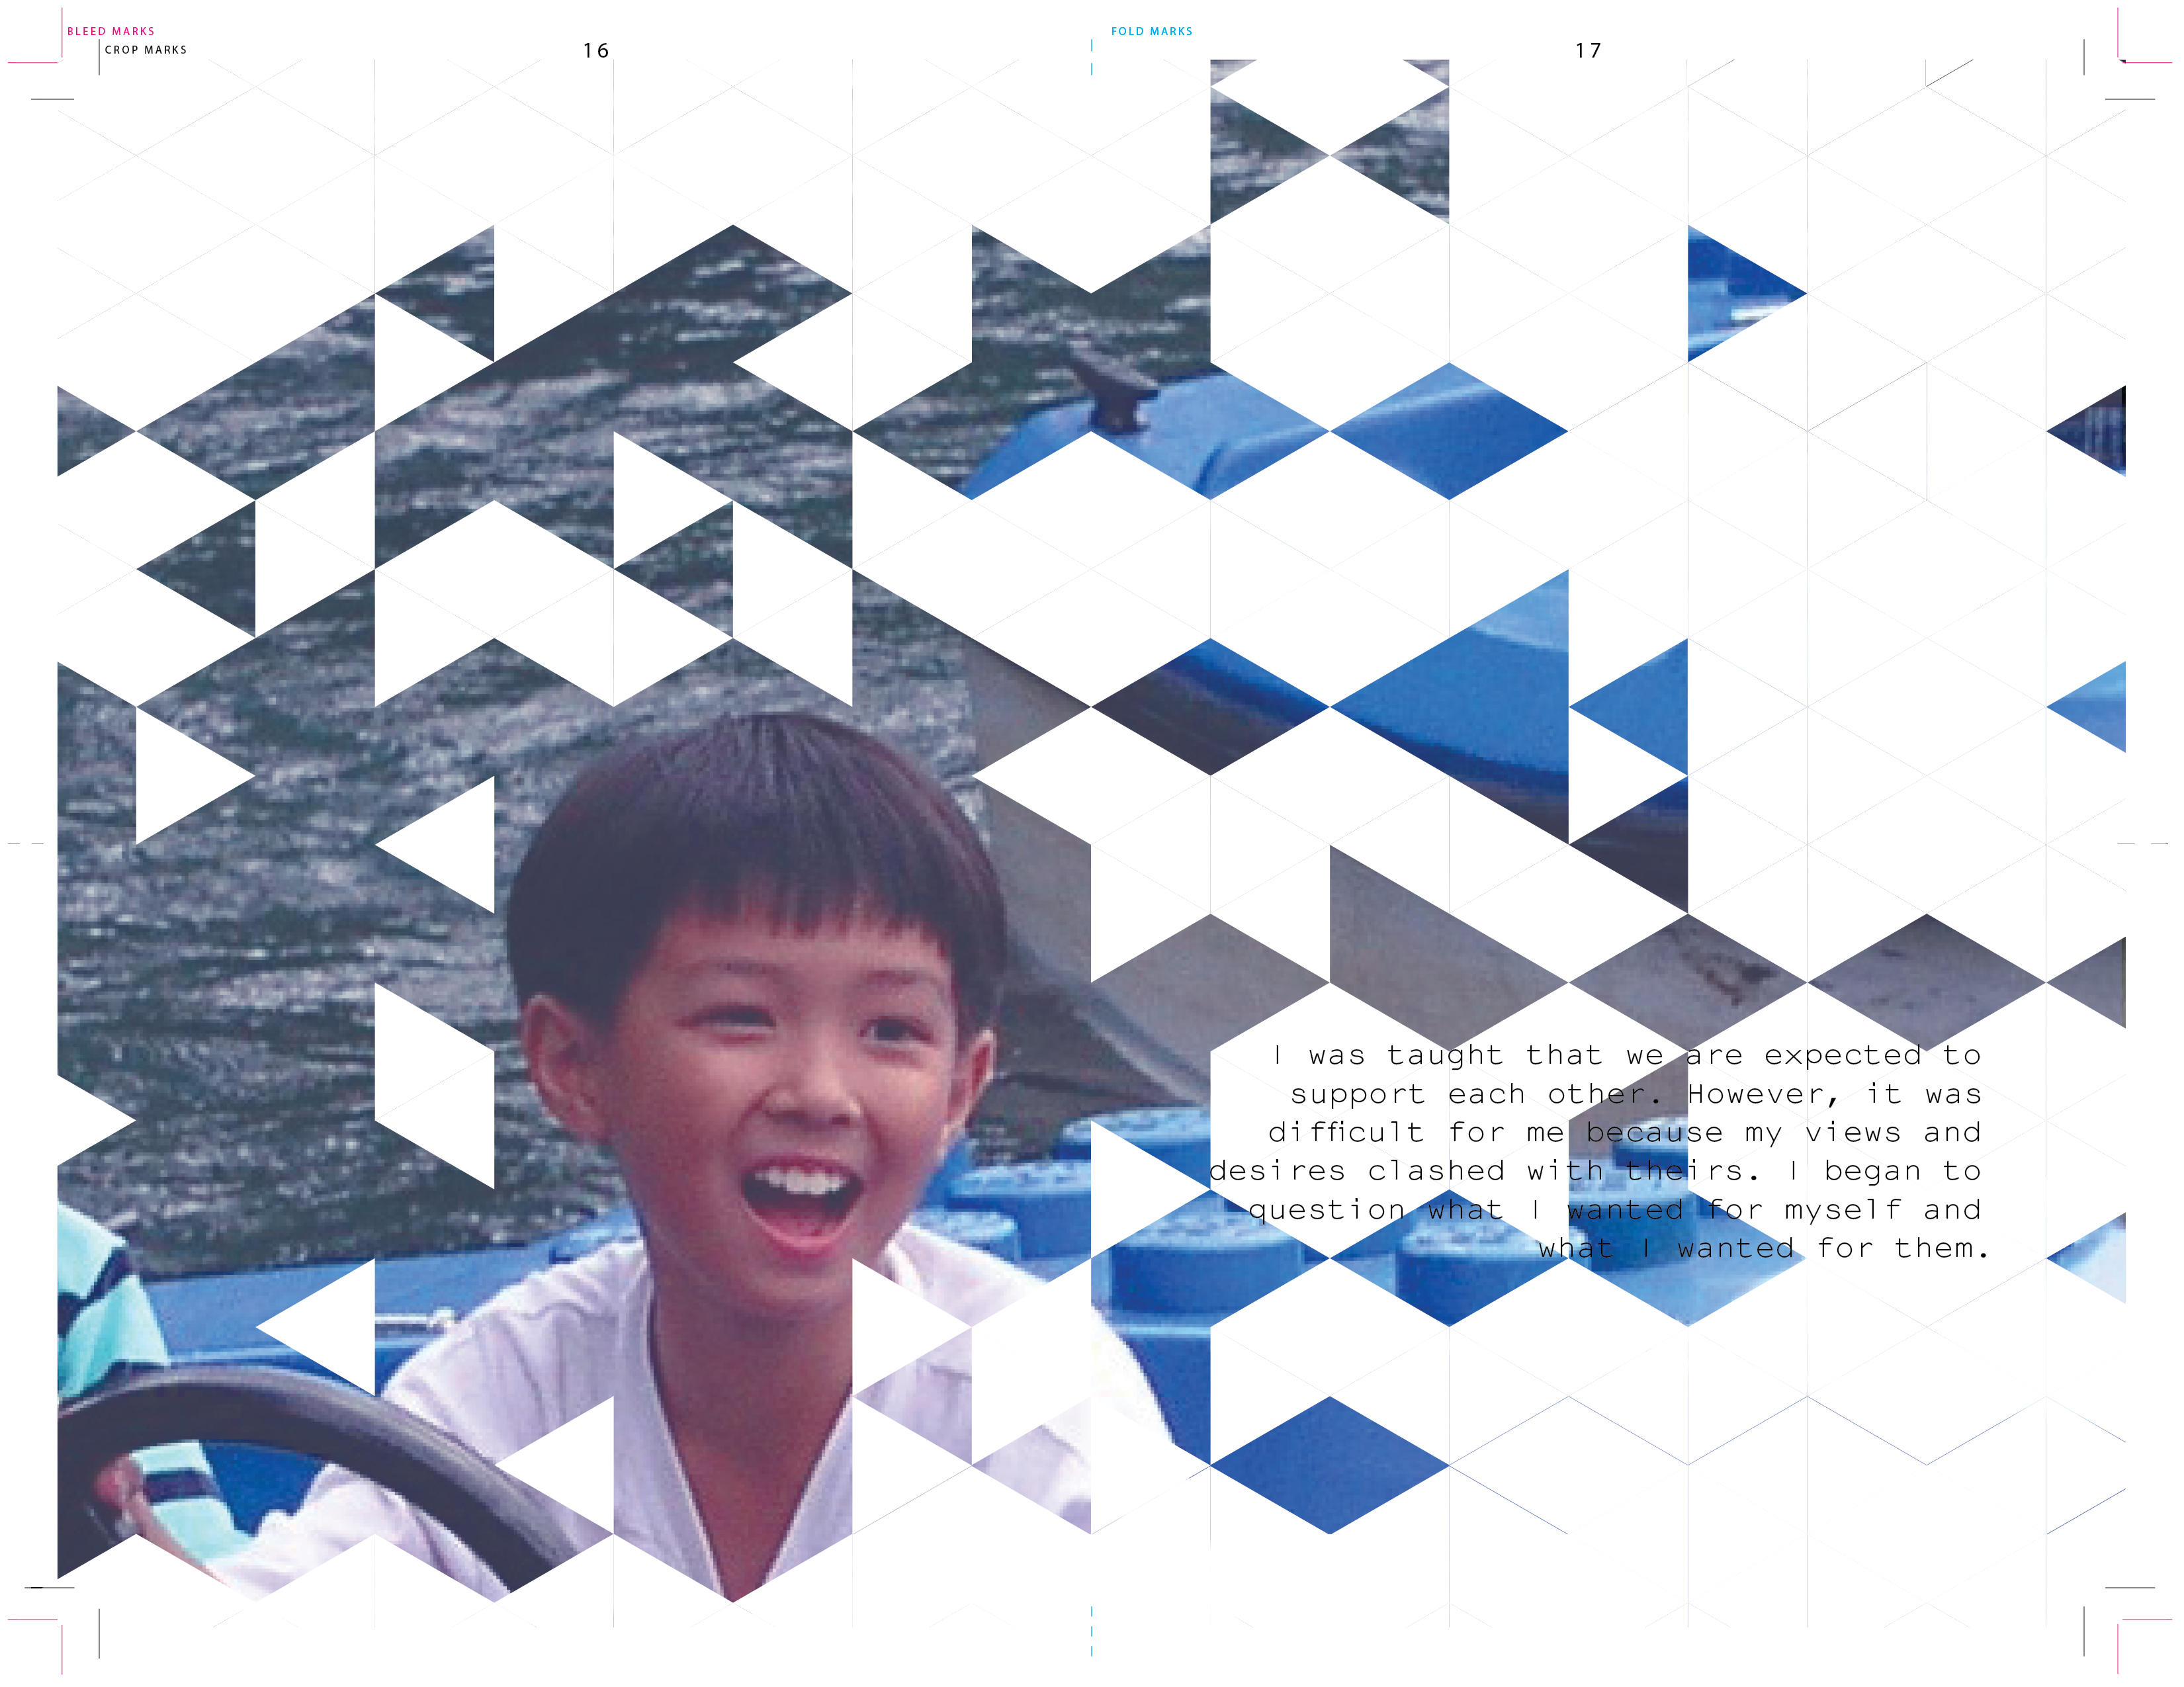 BLEED MARKS
CROP MARKS
16
FOLD MARKS
17
I was taught that we are expected to
support each other. However, it was
difficult for me because my views and
desires clashed with theirs. I began to
question what I wanted for myself and
what I wanted for them.